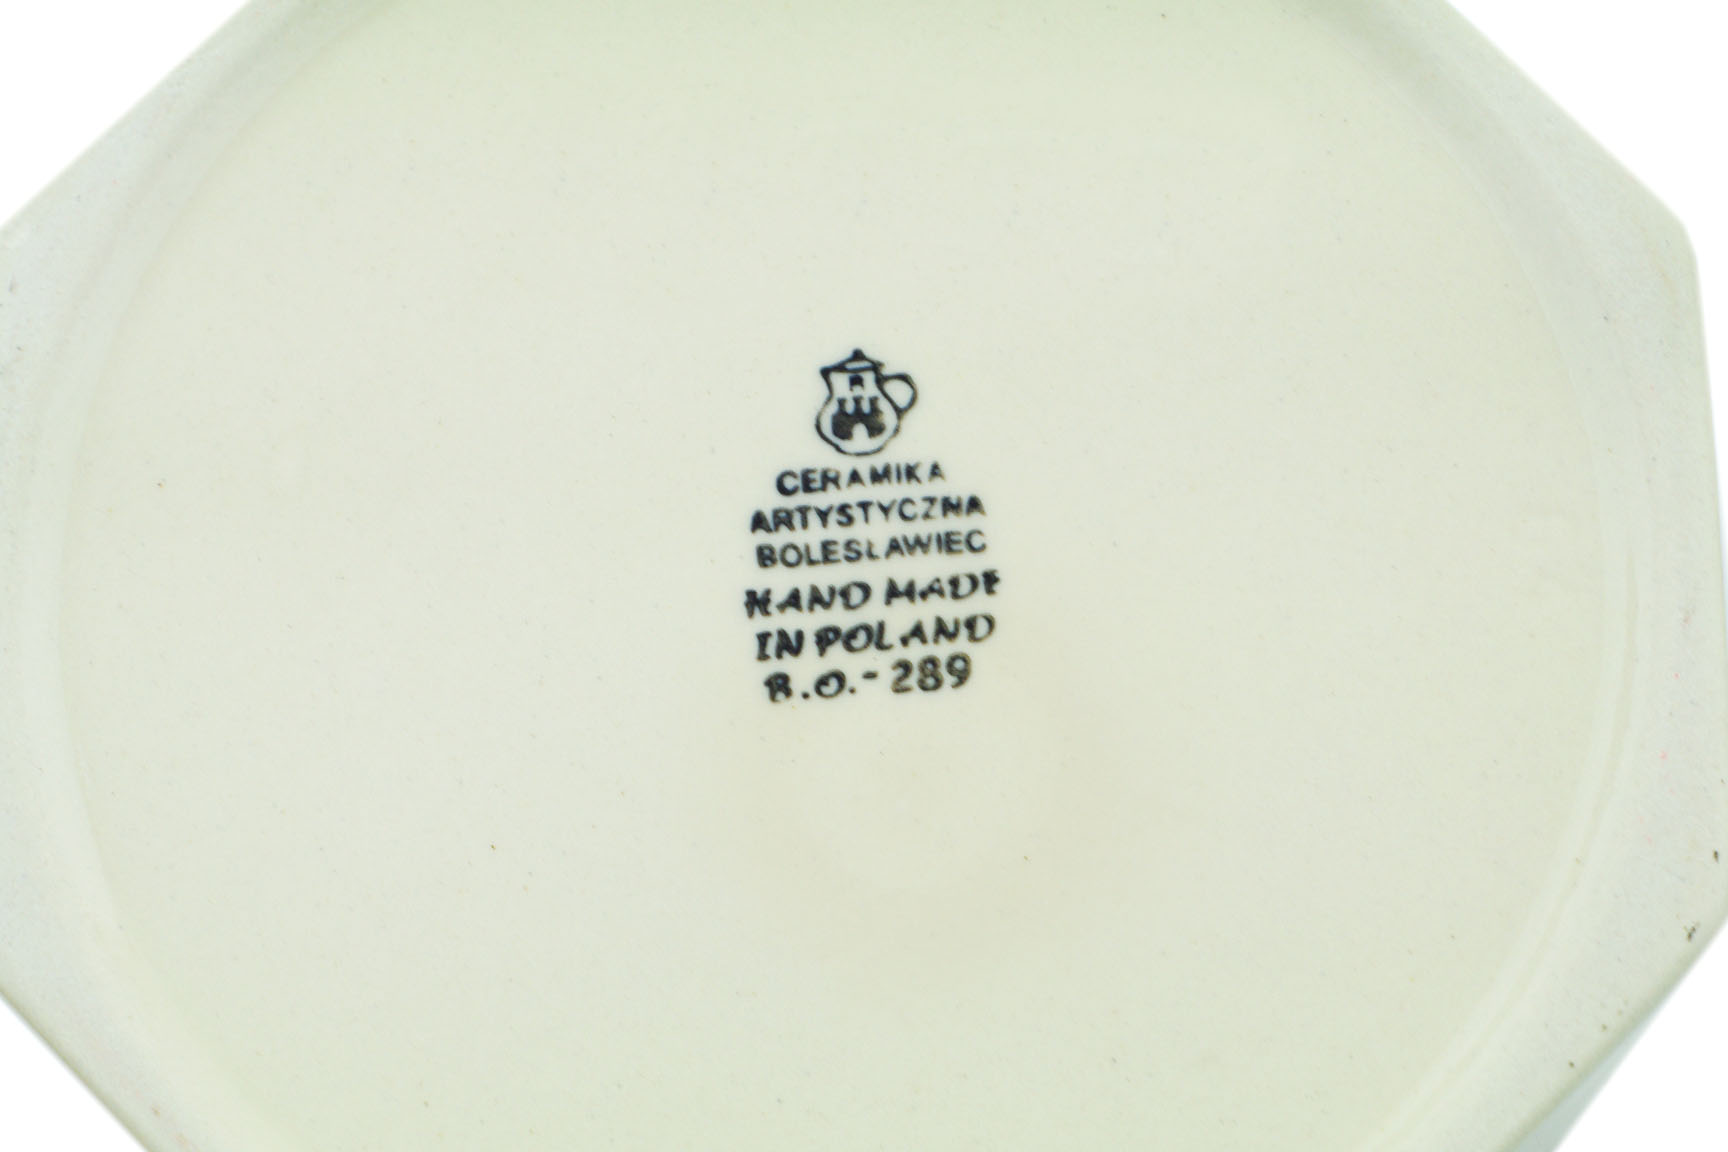 CERAMIKA
ARTYSTYCZNA
BOLESŁAWIEC
HAND MADE
IN POLAND
B.O.-289